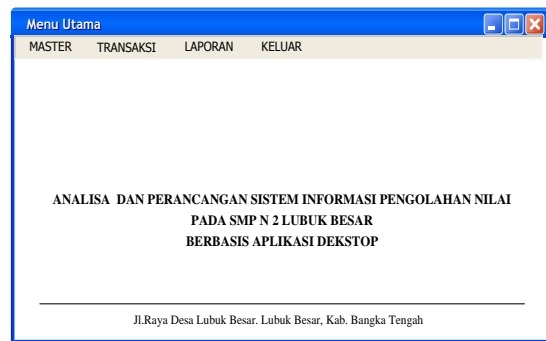 Menu Utama
MASTER TRANSAKSI LAPORAN KELUAR
ANALISA DAN PERANCANGAN SISTEM INFORMASI PENGOLAHAN NILAI
PADA SMP N 2 LUBUK BESAR
BERBASIS APLIKASI DEKSTOP
Jl.Raya Desa Lubuk Besar. Lubuk Besar, Kab. Bangka Tengah